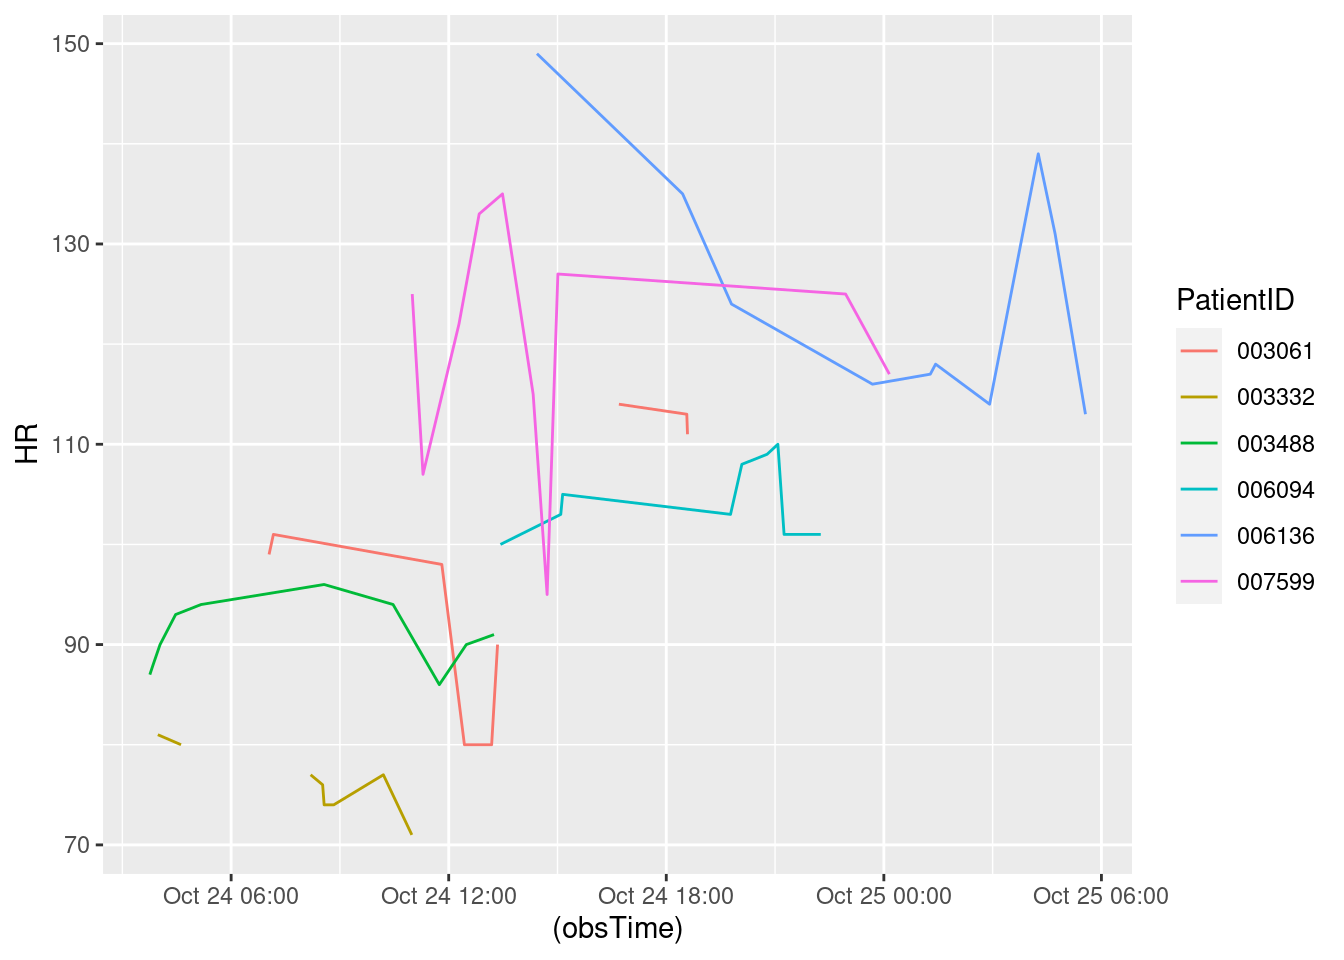 150
130
110
90
70
HR
Oct 24 06:00
Oct 24 12:00
Oct 24 18:00
Oct 25 00:00
Oct 25 06:00
(obsTime)
PatientID
003061
003332
003488
006094
006136
007599